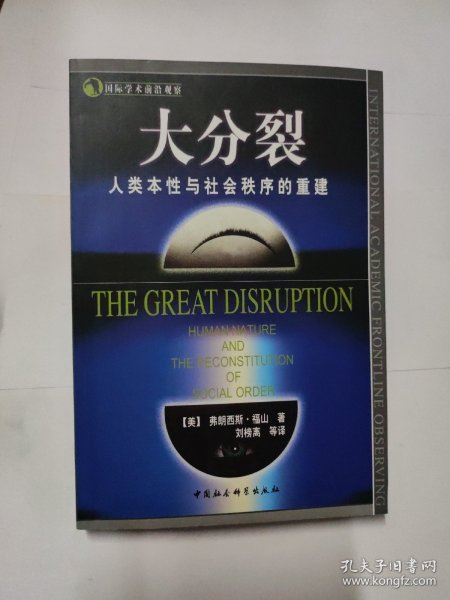 国际学术前沿观察
大分裂
人类本性与社会秩序的重建
THE GREAT DISRUPTION
HUMAN NATURE
AND
THE RECONSTITUTION
OF
SOCIAL ORDER
【美】 弗朗西斯·福山 著
刘榜离 等译
中国社会科学出版社
INTERNATIONAL ACADEMIC FRONTLINE OBSERVING
孔夫子旧书网
www.kongfz.com